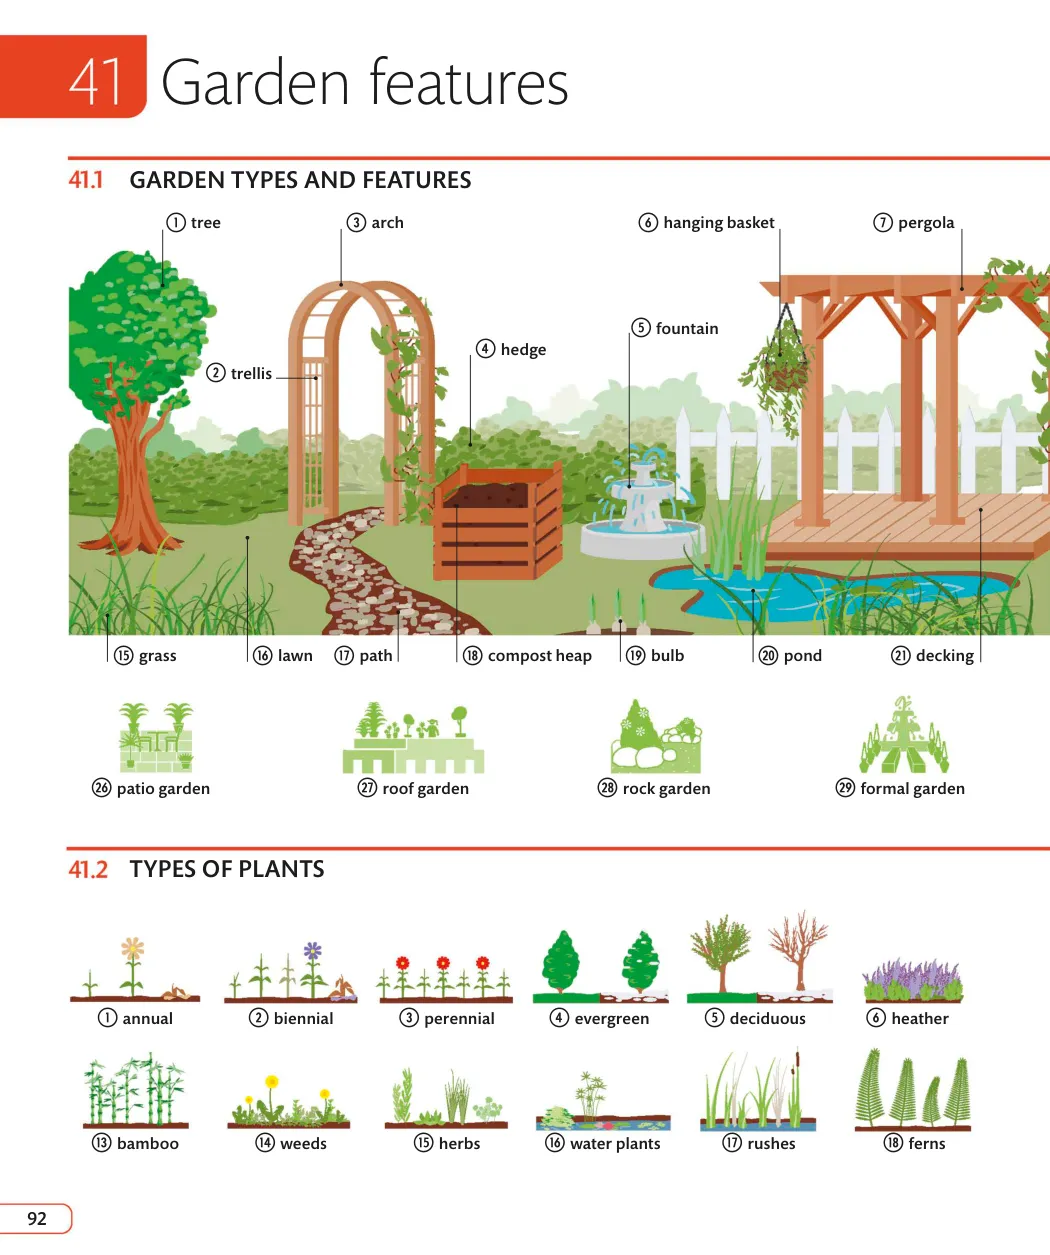 41 Garden features
41.1 GARDEN TYPES AND FEATURES
1 tree
3 arch
6 hanging basket
7 pergola
5 fountain
4 hedge
2 trellis
15 grass
16 lawn
17 path
18 compost heap
19 bulb
20 pond
21 decking
26 patio garden
27 roof garden
28 rock garden
29 formal garden
41.2 TYPES OF PLANTS
1 annual
2 biennial
3 perennial
4 evergreen
5 deciduous
6 heather
13 bamboo
14 weeds
15 herbs
16 water plants
17 rushes
18 ferns
92